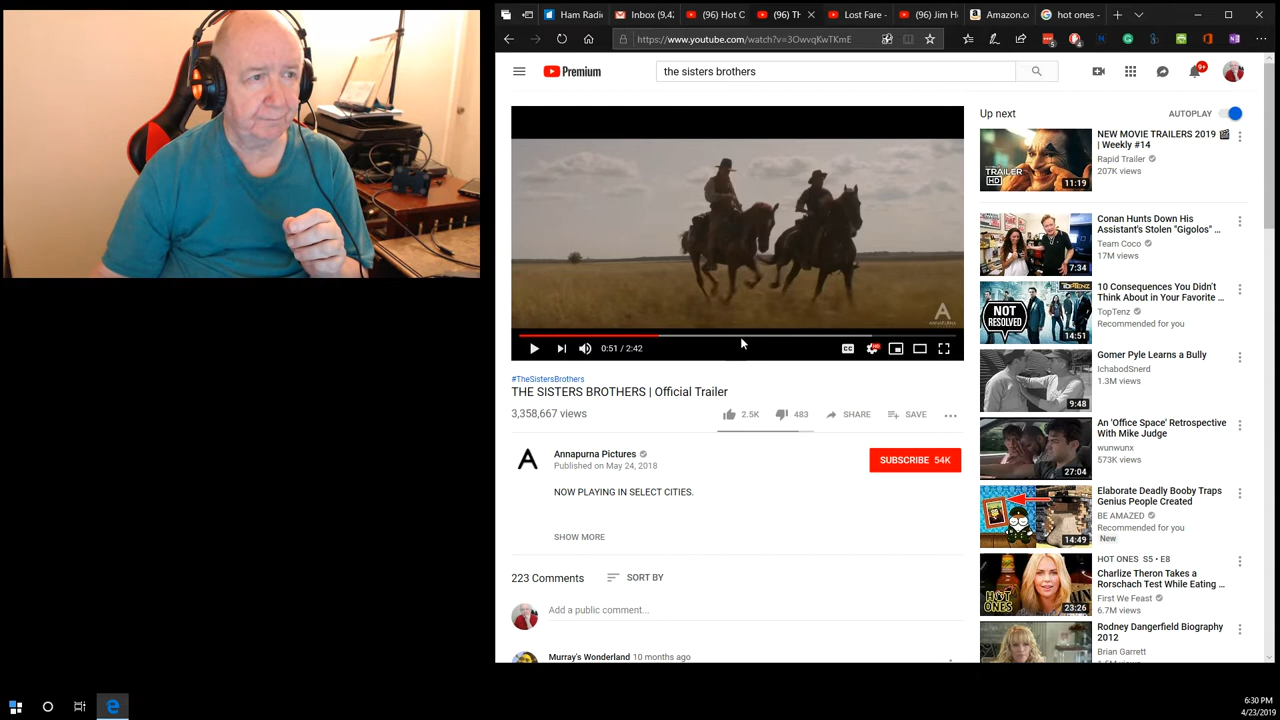 Ham Radi
Inbox (9,4
(96) Hot C
(96) Th
Lost Fare -
(96) Jim H
Amazon.c
hot ones -
https://www.youtube.com/watch?v=3OwvqKwTKmE
Premium
the sisters brothers
9+
ANNAPURNA
0:51 / 2:42
CC
HD
#TheSistersBrothers
THE SISTERS BROTHERS | Official Trailer
3,358,667 views
2.5K
483
SHARE
SAVE
Annapurna Pictures
Published on May 24, 2018
SUBSCRIBE 54K
NOW PLAYING IN SELECT CITIES.
SHOW MORE
223 Comments
SORT BY
Add a public comment...
Murray's Wonderland 10 months ago
Up next
AUTOPLAY
TRAILER
HD
11:19
NEW MOVIE TRAILERS 2019
| Weekly #14
Rapid Trailer
207K views
7:34
Conan Hunts Down His
Assistant's Stolen "Gigolos" ...
Team Coco
17M views
TOPTENZ
NOT
RESOLVED
14:51
10 Consequences You Didn't
Think About in Your Favorite ...
TopTenz
Recommended for you
9:48
Gomer Pyle Learns a Bully
IchabodSnerd
1.3M views
27:04
An 'Office Space' Retrospective
With Mike Judge
wunwunx
573K views
14:49
Elaborate Deadly Booby Traps
Genius People Created
BE AMAZED
Recommended for you
New
HOT
ONES
23:26
HOT ONES S5 • E8
Charlize Theron Takes a
Rorschach Test While Eating ...
First We Feast
6.7M views
Rodney Dangerfield Biography
2012
Brian Garrett
6:30 PM
4/23/2019